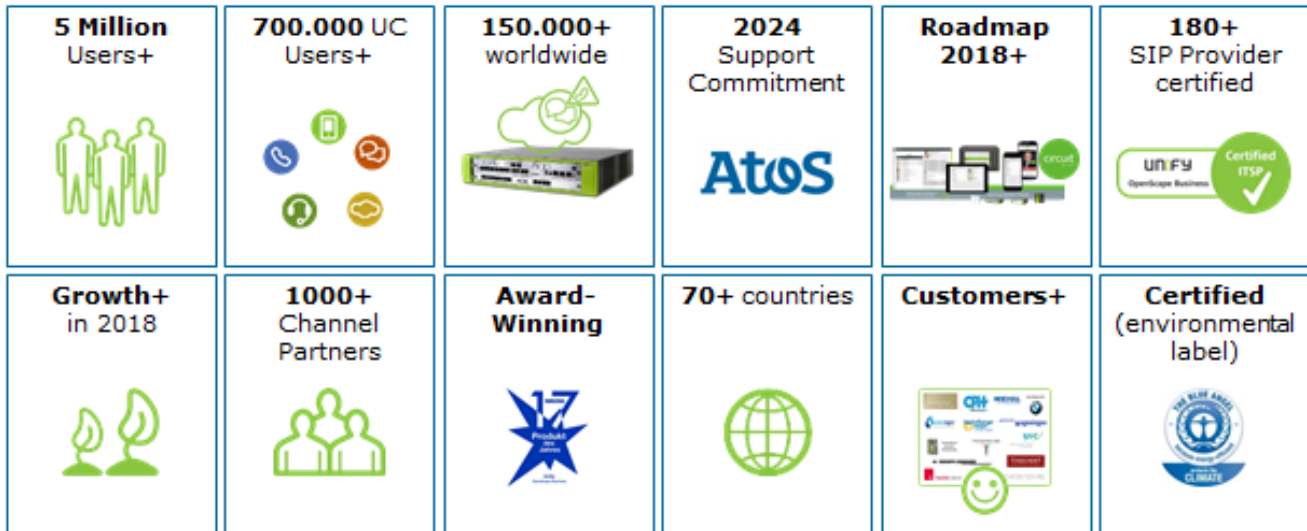 5 Million
Users+
700.000 UC
Users+
150.000+
worldwide
2024
Support
Commitment
Atos
Roadmap
2018+
circuit
180+
SIP Provider
certified
UNIFY
OpenScape Business
Certified
ITSP
Growth+
in 2018
1000+
Channel
Partners
Award-
Winning
17
Produkt
des
Jahres
70+ countries
Customers+
Certified
(environmental
label)
THE BLUE ANGEL
CLIMATE